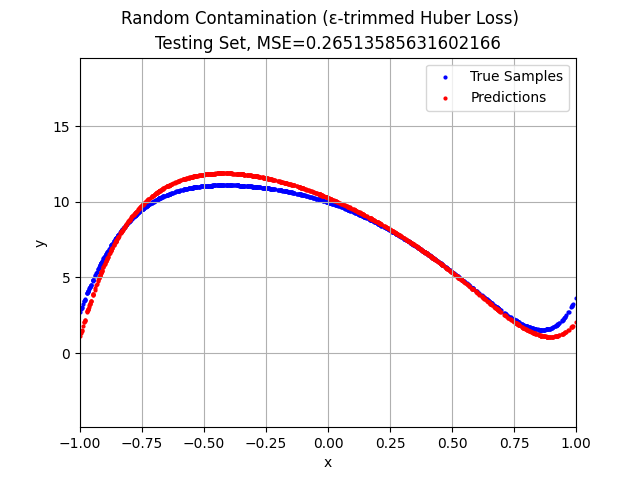 Random Contamination (ε-trimmed Huber Loss)
Testing Set, MSE=0.26513585631602166
True Samples
Predictions
15
10
5
0
y
−1.00 −0.75 −0.50 −0.25 0.00 0.25 0.50 0.75 1.00
x